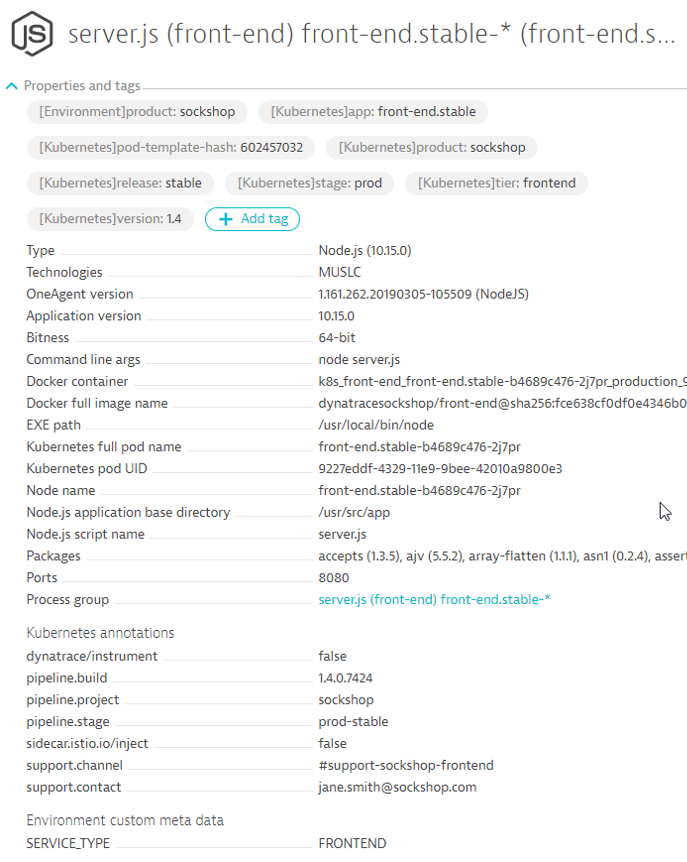 JS
server.js (front-end) front-end.stable-* (front-end.s...
Properties and tags
[Environment]product: sockshop [Kubernetes]app: front-end.stable
[Kubernetes]pod-template-hash: 602457032 [Kubernetes]product: sockshop
[Kubernetes]release: stable [Kubernetes]stage: prod [Kubernetes]tier: frontend
[Kubernetes]version: 1.4 + Add tag
Type Node.js (10.15.0)
Technologies MUSLC
OneAgent version 1.161.262.20190305-105509 (NodeJS)
Application version 10.15.0
Bitness 64-bit
Command line args node server.js
Docker container k8s_front-end_front-end.stable-b4689c476-2j7pr_production_9
Docker full image name dynatracesockshop/front-end@sha256:fce638cf0df0e4346b0
EXE path /usr/local/bin/node
Kubernetes full pod name front-end.stable-b4689c476-2j7pr
Kubernetes pod UID 9227eddf-4329-11e9-9bee-42010a9800e3
Node name front-end.stable-b4689c476-2j7pr
Node.js application base directory /usr/src/app
Node.js script name server.js
Packages accepts (1.3.5), ajv (5.5.2), array-flatten (1.1.1), asn1 (0.2.4), assert
Ports 8080
Process group server.js (front-end) front-end.stable-*
Kubernetes annotations
dynatrace/instrument false
pipeline.build 1.4.0.7424
pipeline.project sockshop
pipeline.stage prod-stable
sidecar.istio.io/inject false
support.channel #support-sockshop-frontend
support.contact jane.smith@sockshop.com
Environment custom meta data
SERVICE_TYPE FRONTEND